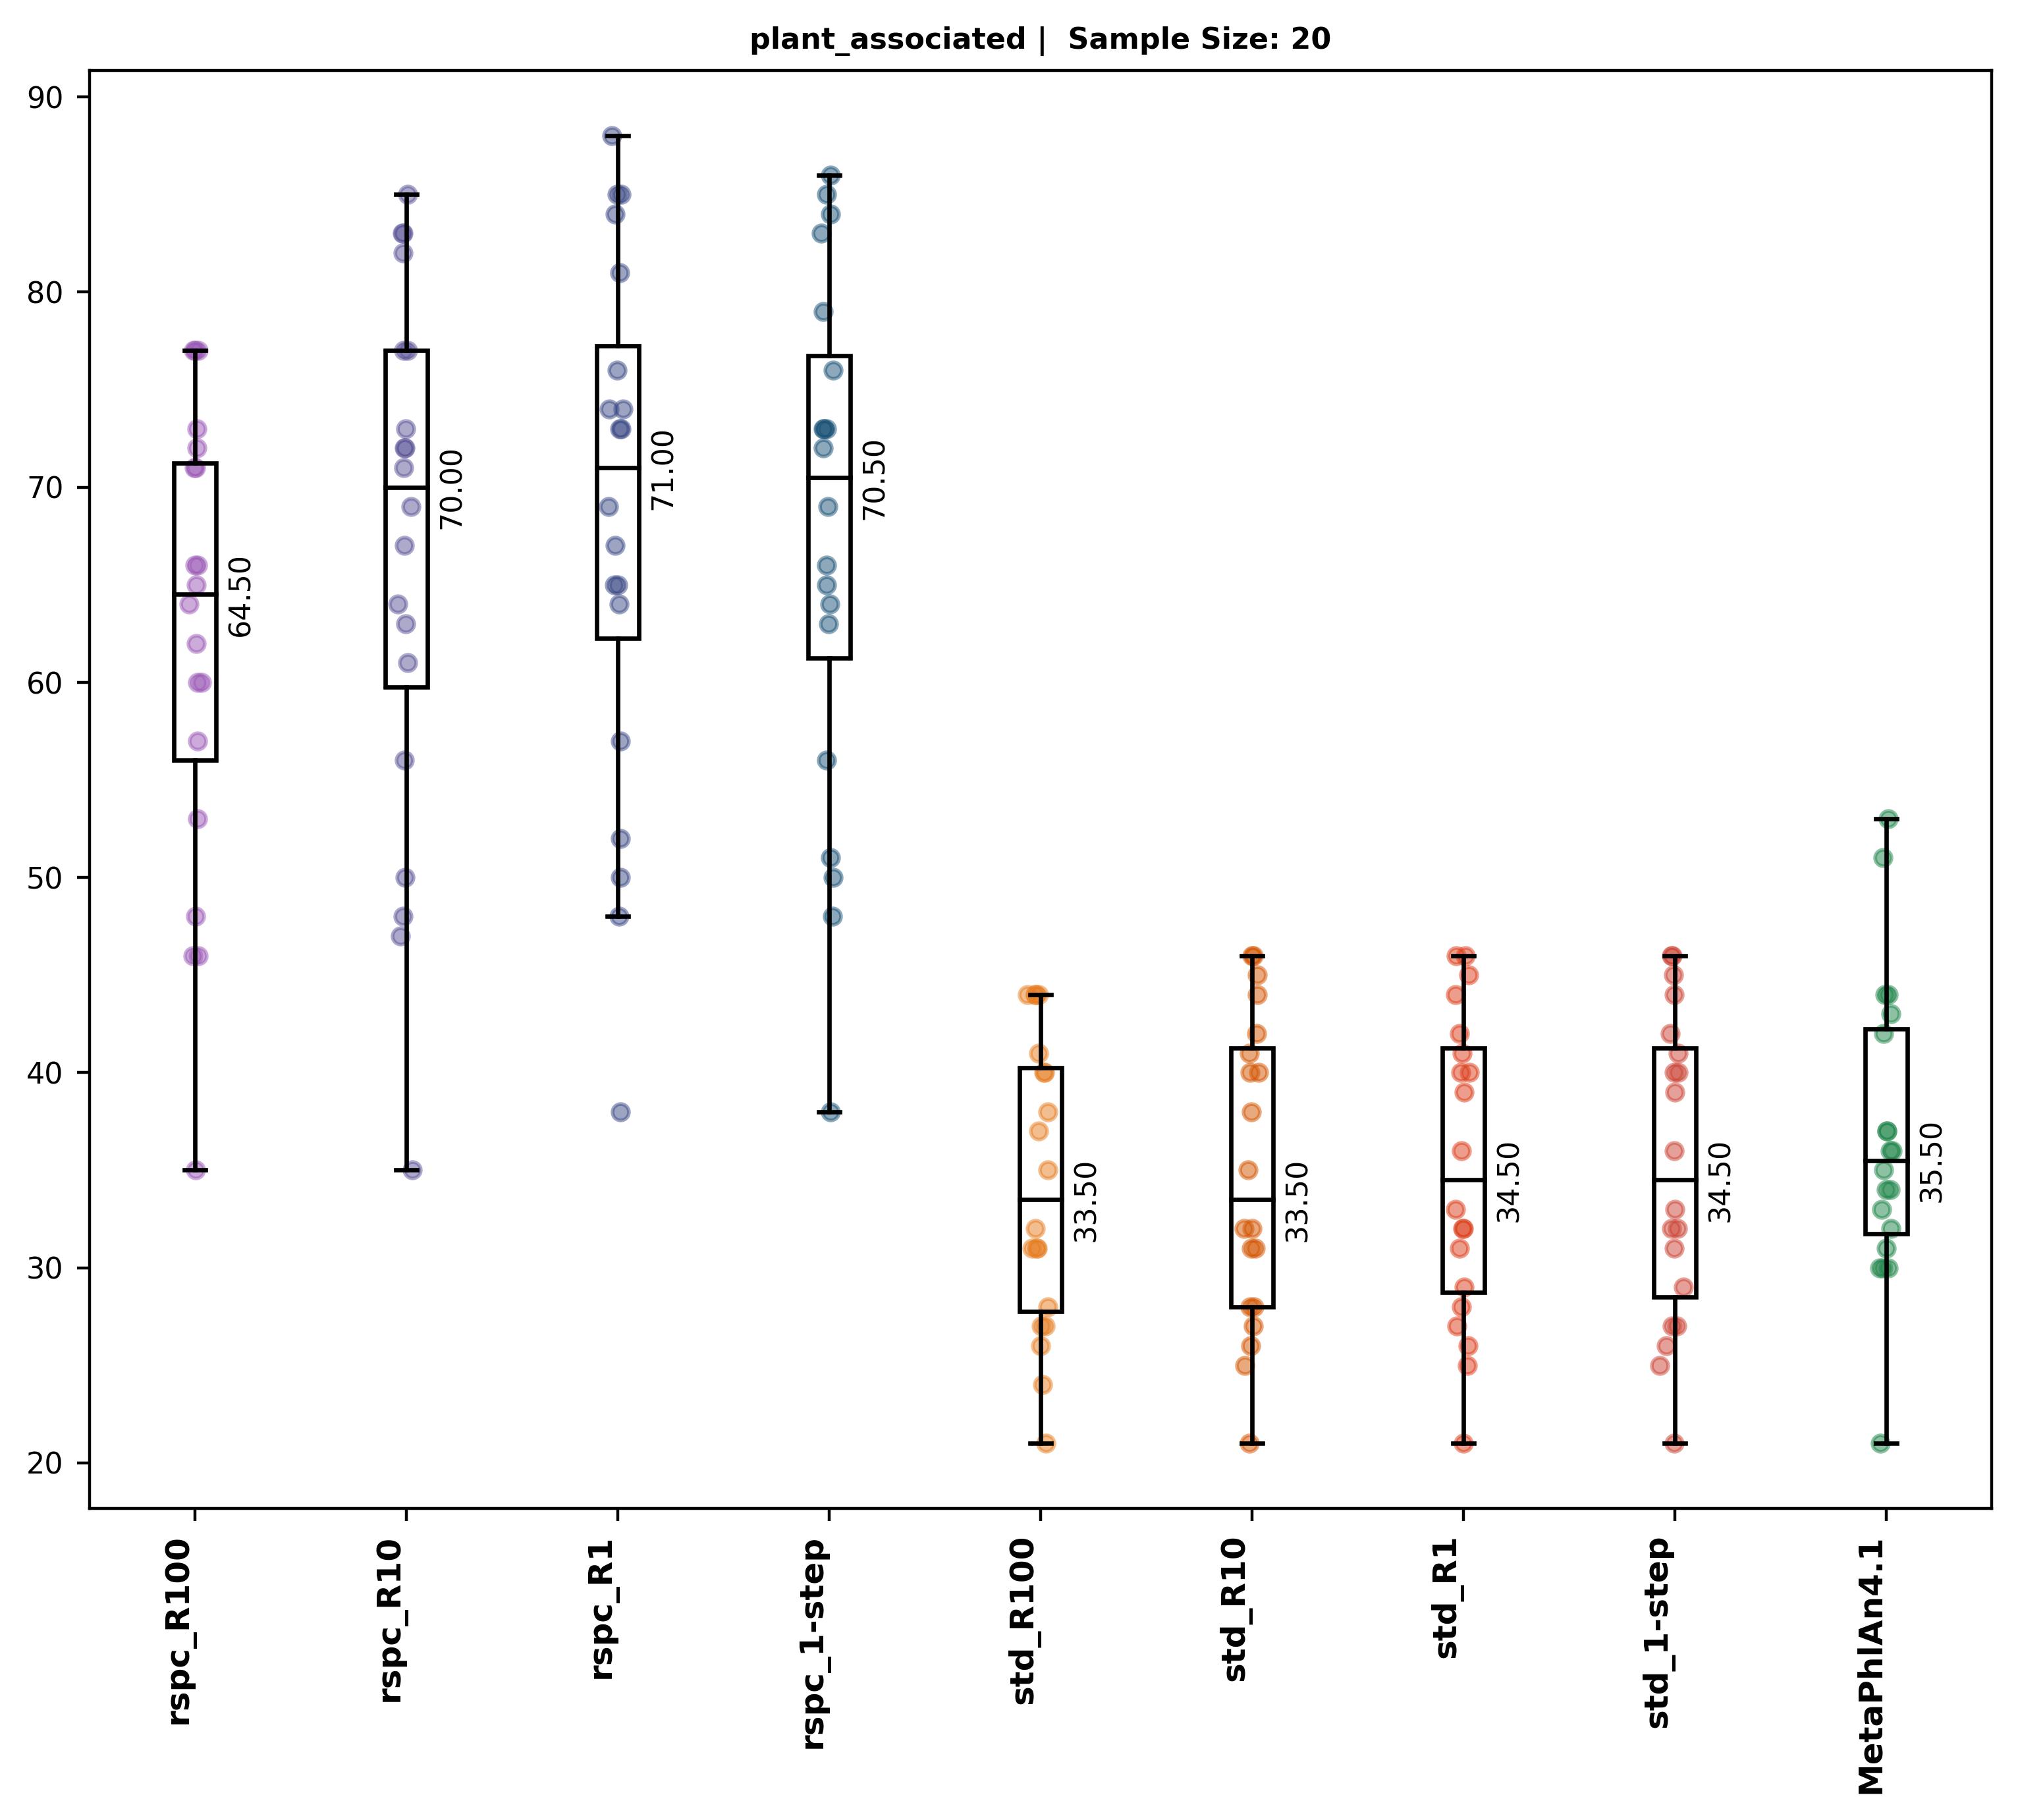 plant_associated |  Sample Size: 20
90
80
70
60
50
40
30
20
64.50
70.00
71.00
70.50
33.50
33.50
34.50
34.50
35.50
rspc_R100
rspc_R10
rspc_R1
rspc_1-step
std_R100
std_R10
std_R1
std_1-step
MetaPhlAn4.1